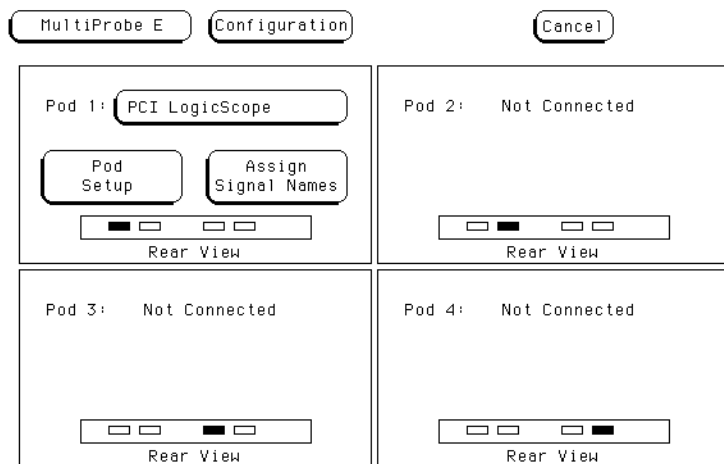 MultiProbe E
Configuration
Cancel
Pod 1:
PCI LogicScope
Pod
Setup
Assign
Signal Names
Rear View
Pod 2: Not Connected
Rear View
Pod 3: Not Connected
Rear View
Pod 4: Not Connected
Rear View